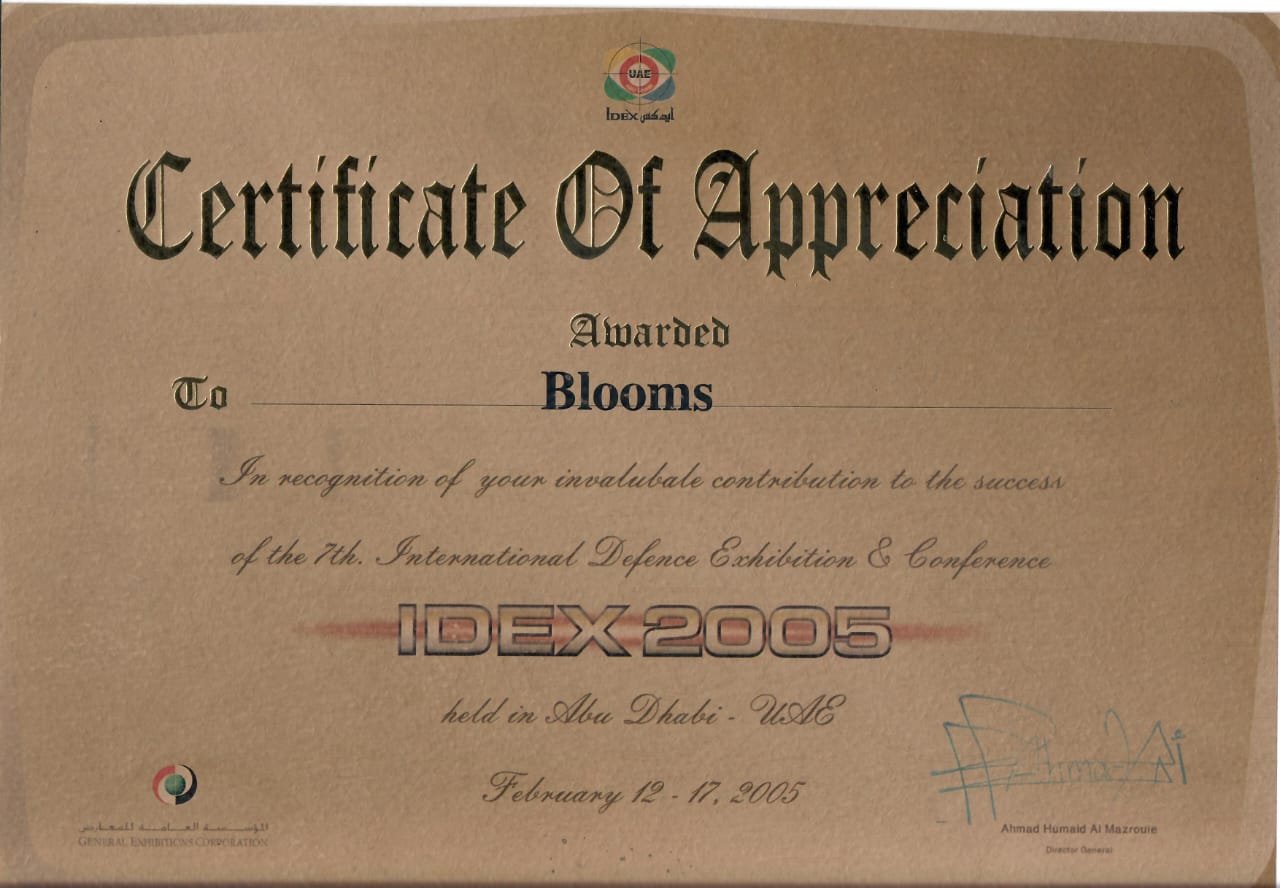 UAE
IDEX ايدكس
Certificate Of Appreciation
Awarded
To Blooms
In recognition of your invalubale contribution to the success
of the 7th. International Defence Exhibition & Conference
IDEX 2005
held in Abu Dhabi - UAE
February 12 - 17, 2005
المؤسسة العامة للمعارض
GENERAL EXHIBITIONS CORPORATION
Ahmad Humaid Al Mazrouie
Director General